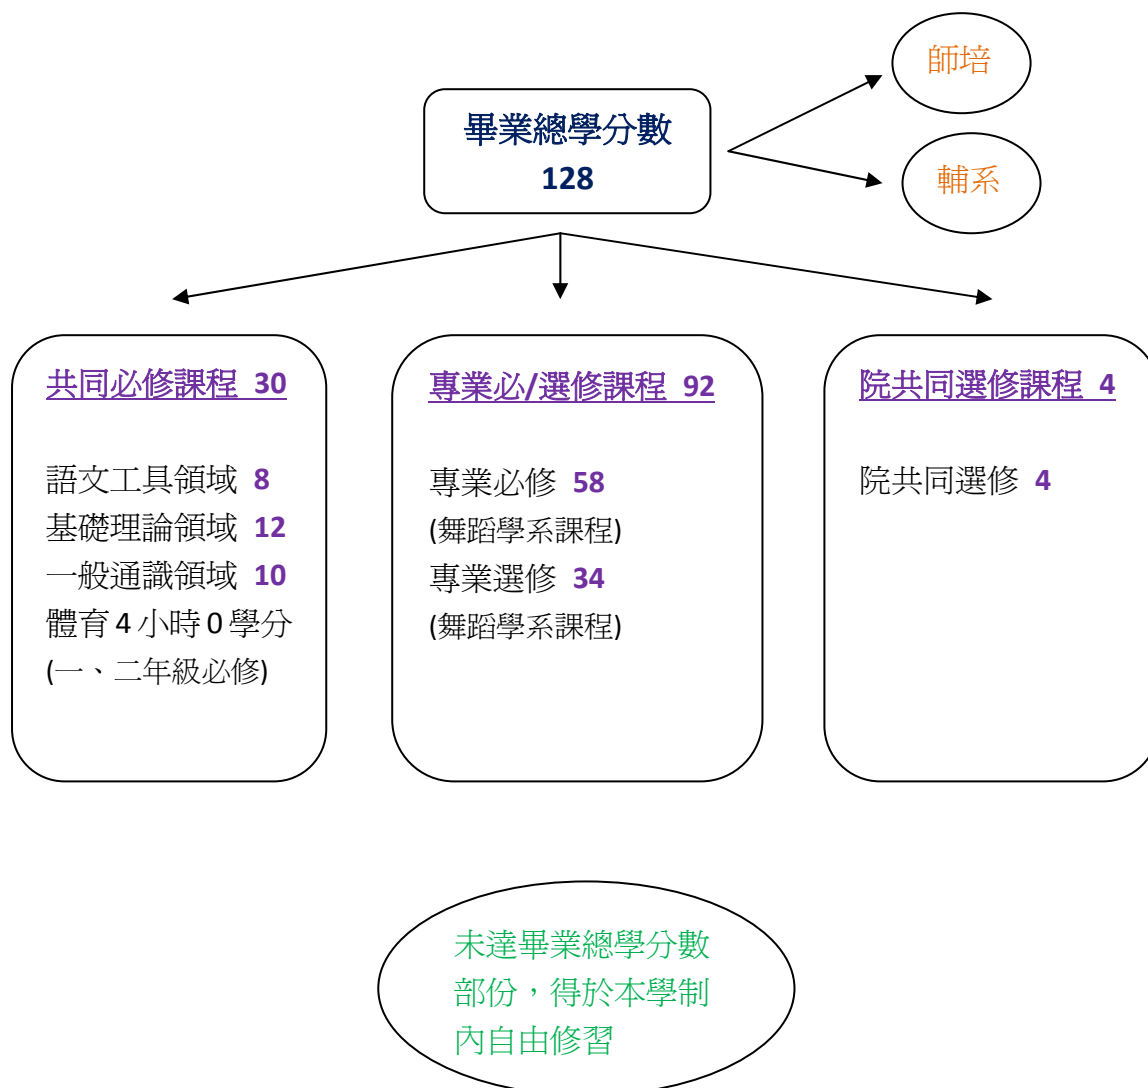 師培
畢業總學分數
128
輔系
共同必修課程 30
語文工具領域 8
基礎理論領域 12
一般通識領域 10
體育 4 小時 0 學分
(一、二年級必修)
專業必/選修課程 92
專業必修 58
(舞蹈學系課程)
專業選修 34
(舞蹈學系課程)
院共同選修課程 4
院共同選修 4
未達畢業總學分數
部份，得於本學制
內自由修習